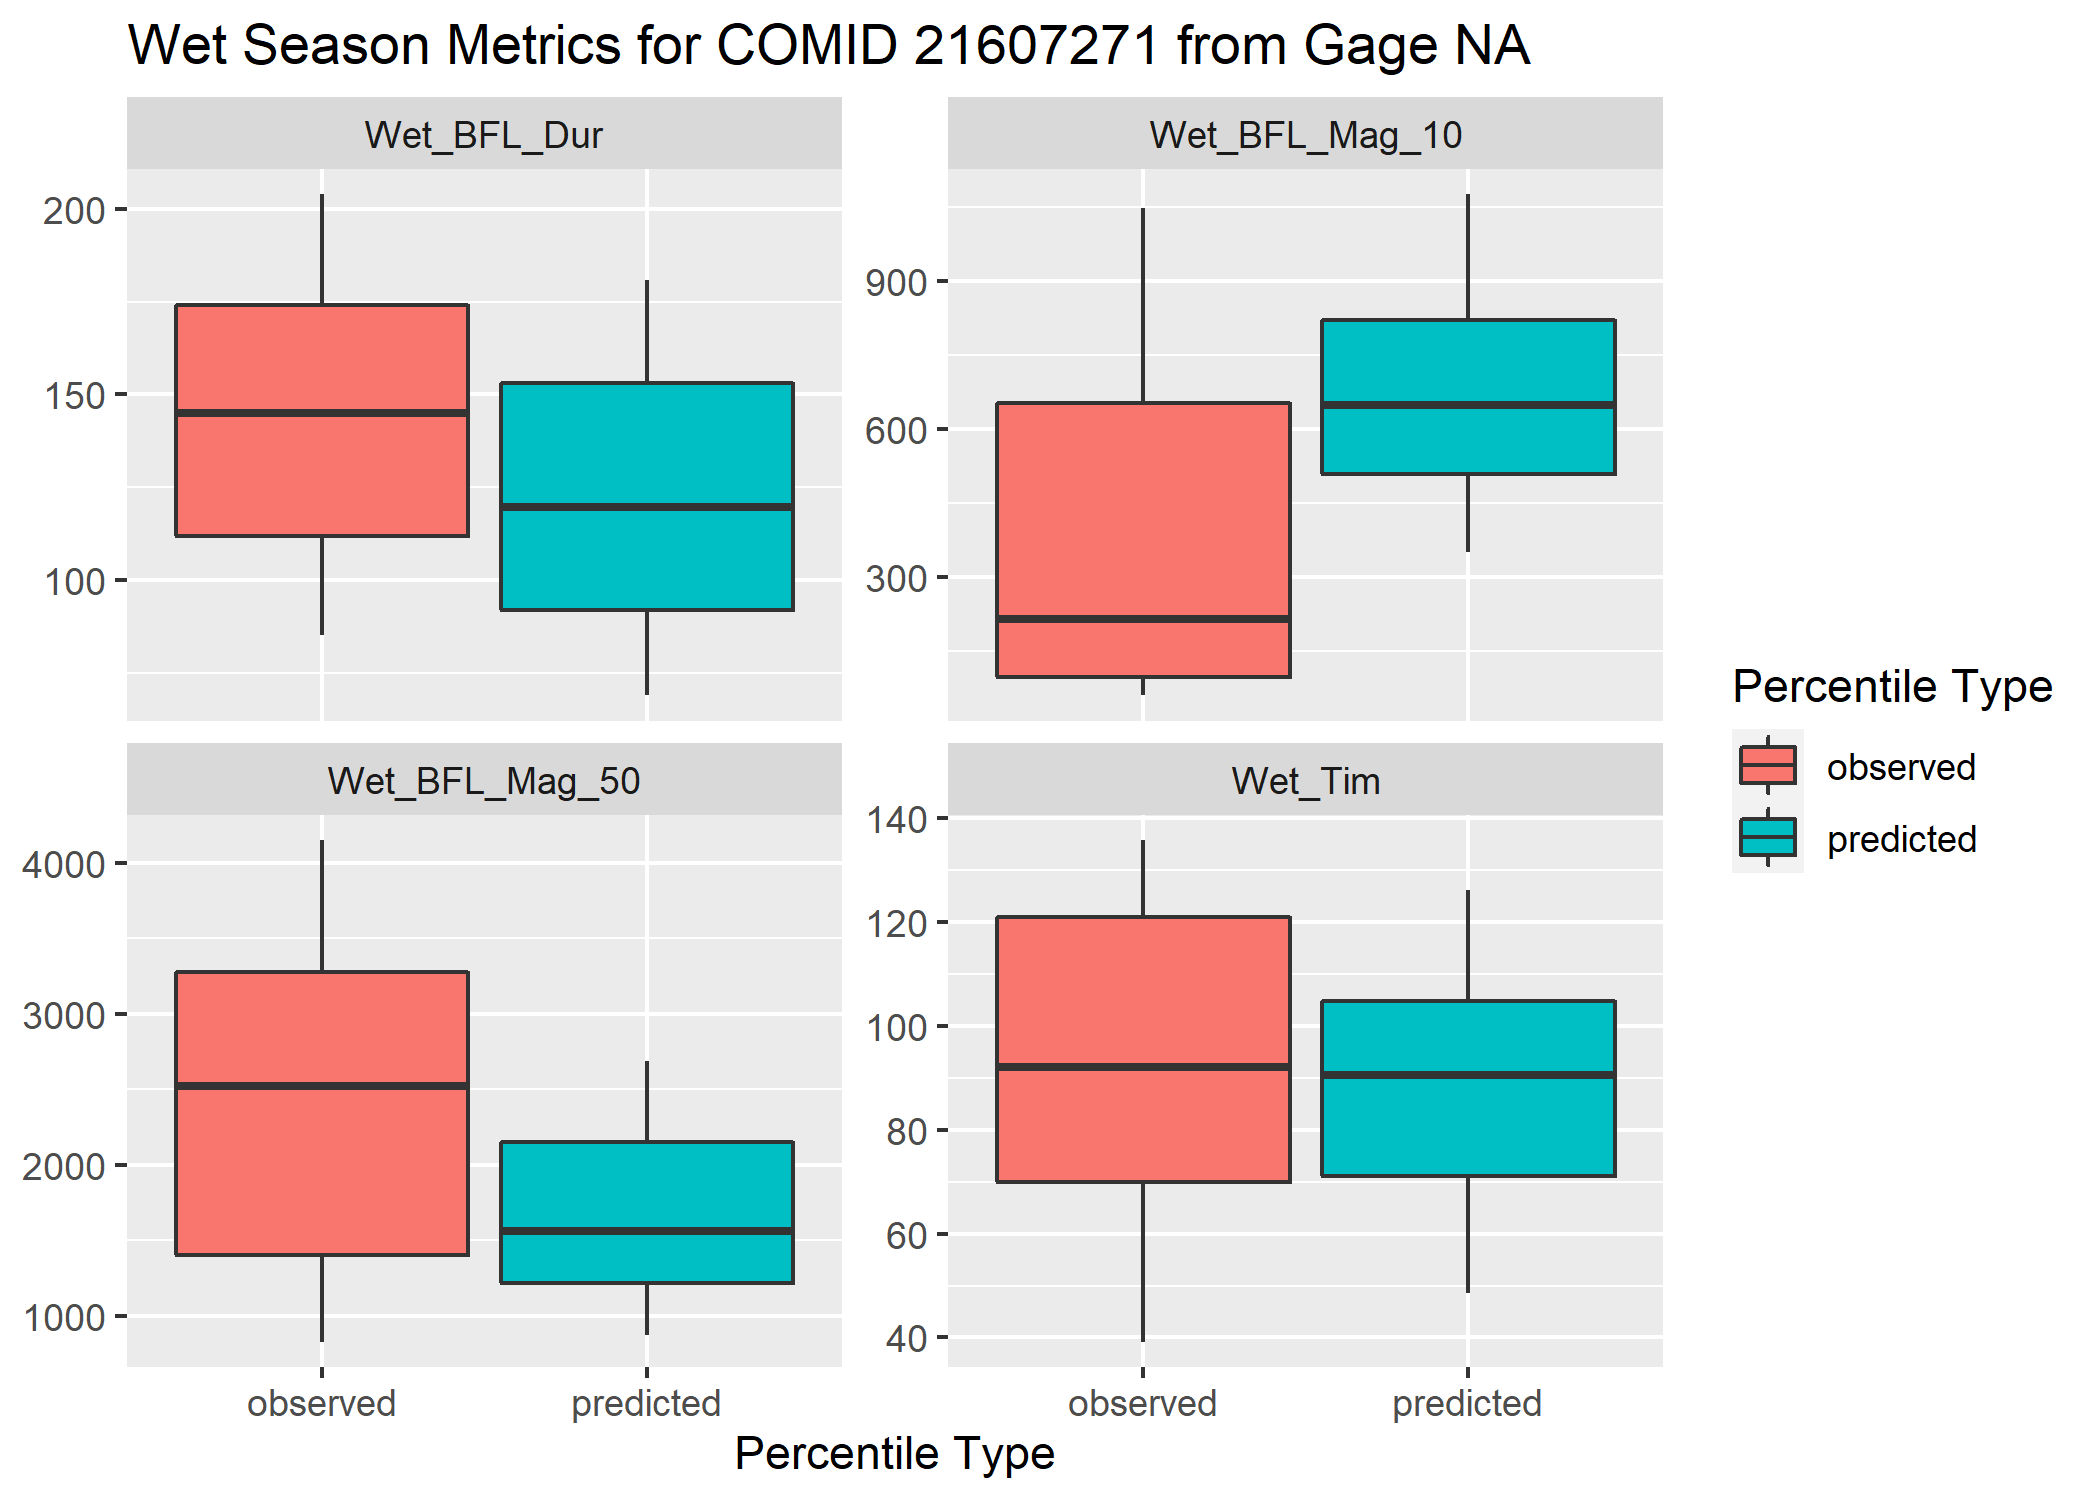 Wet Season Metrics for COMID 21607271 from Gage NA
Wet_BFL_Dur
200
150
100
Wet_BFL_Mag_10
900
600
300
Wet_BFL_Mag_50
4000
3000
2000
1000
observed
predicted
Wet_Tim
140
120
100
80
60
40
observed
predicted
Percentile Type
Percentile Type
observed
predicted